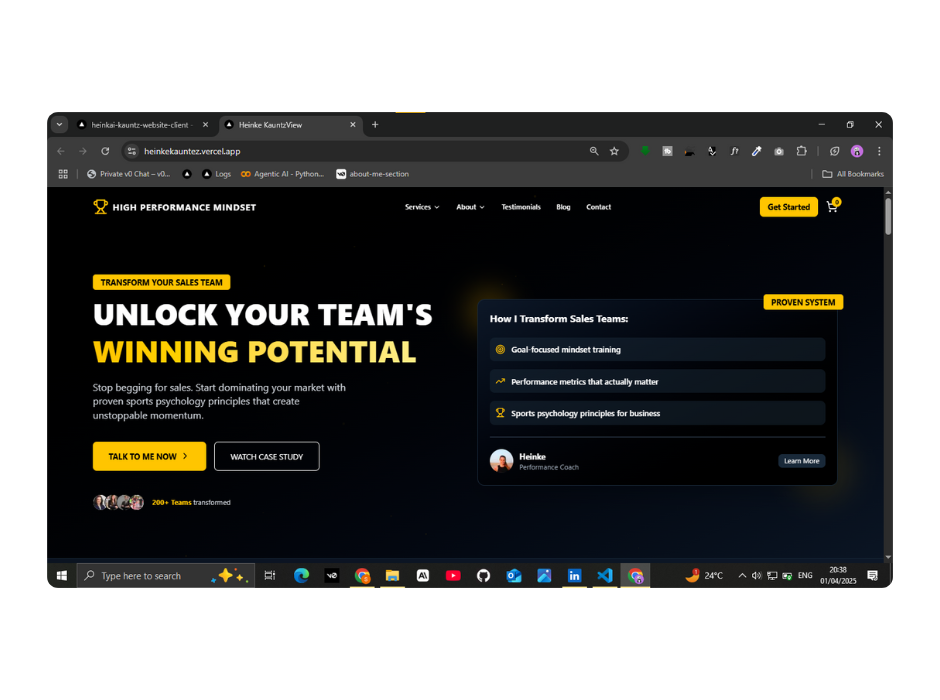 heinkai-kauntz-website-client -
Heinke KauntzView
heinkekauntez.vercel.app
Private v0 Chat – v0...
Logs
Agentic AI - Python...
about-me-section
All Bookmarks
HIGH PERFORMANCE MINDSET
Services
About
Testimonials
Blog
Contact
Get Started
0
TRANSFORM YOUR SALES TEAM
UNLOCK YOUR TEAM'S
WINNING POTENTIAL
Stop begging for sales. Start dominating your market with
proven sports psychology principles that create
unstoppable momentum.
TALK TO ME NOW
WATCH CASE STUDY
200+ Teams transformed
PROVEN SYSTEM
How I Transform Sales Teams:
Goal-focused mindset training
Performance metrics that actually matter
Sports psychology principles for business
Heinke
Performance Coach
Learn More
Type here to search
24°C
ENG
20:38
01/04/2025